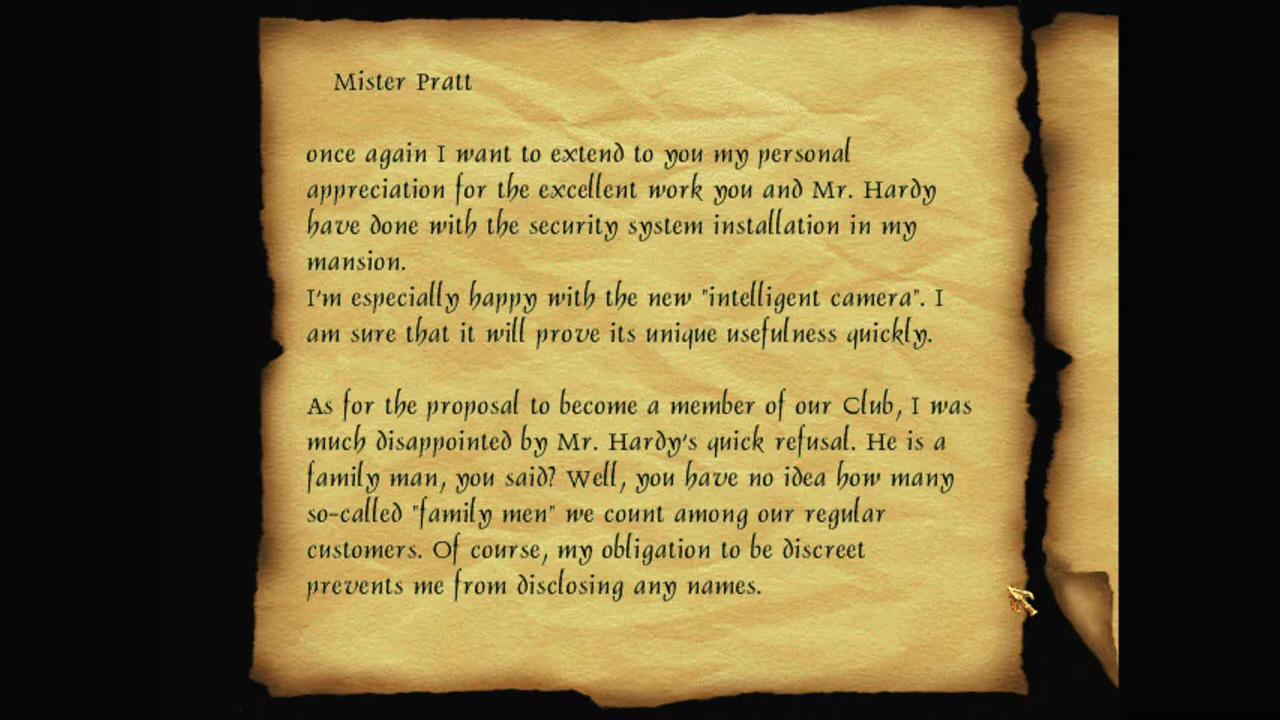 Mister Pratt
once again I want to extend to you my personal
appreciation for the excellent work you and Mr. Hardy
have done with the security system installation in my
mansion.
I'm especially happy with the new "intelligent camera". I
am sure that it will prove its unique usefulness quickly.
As for the proposal to become a member of our Club, I was
much disappointed by Mr. Hardy's quick refusal. He is a
family man, you said? Well, you have no idea how many
so-called "family men" we count among our regular
customers. Of course, my obligation to be discreet
prevents me from disclosing any names.